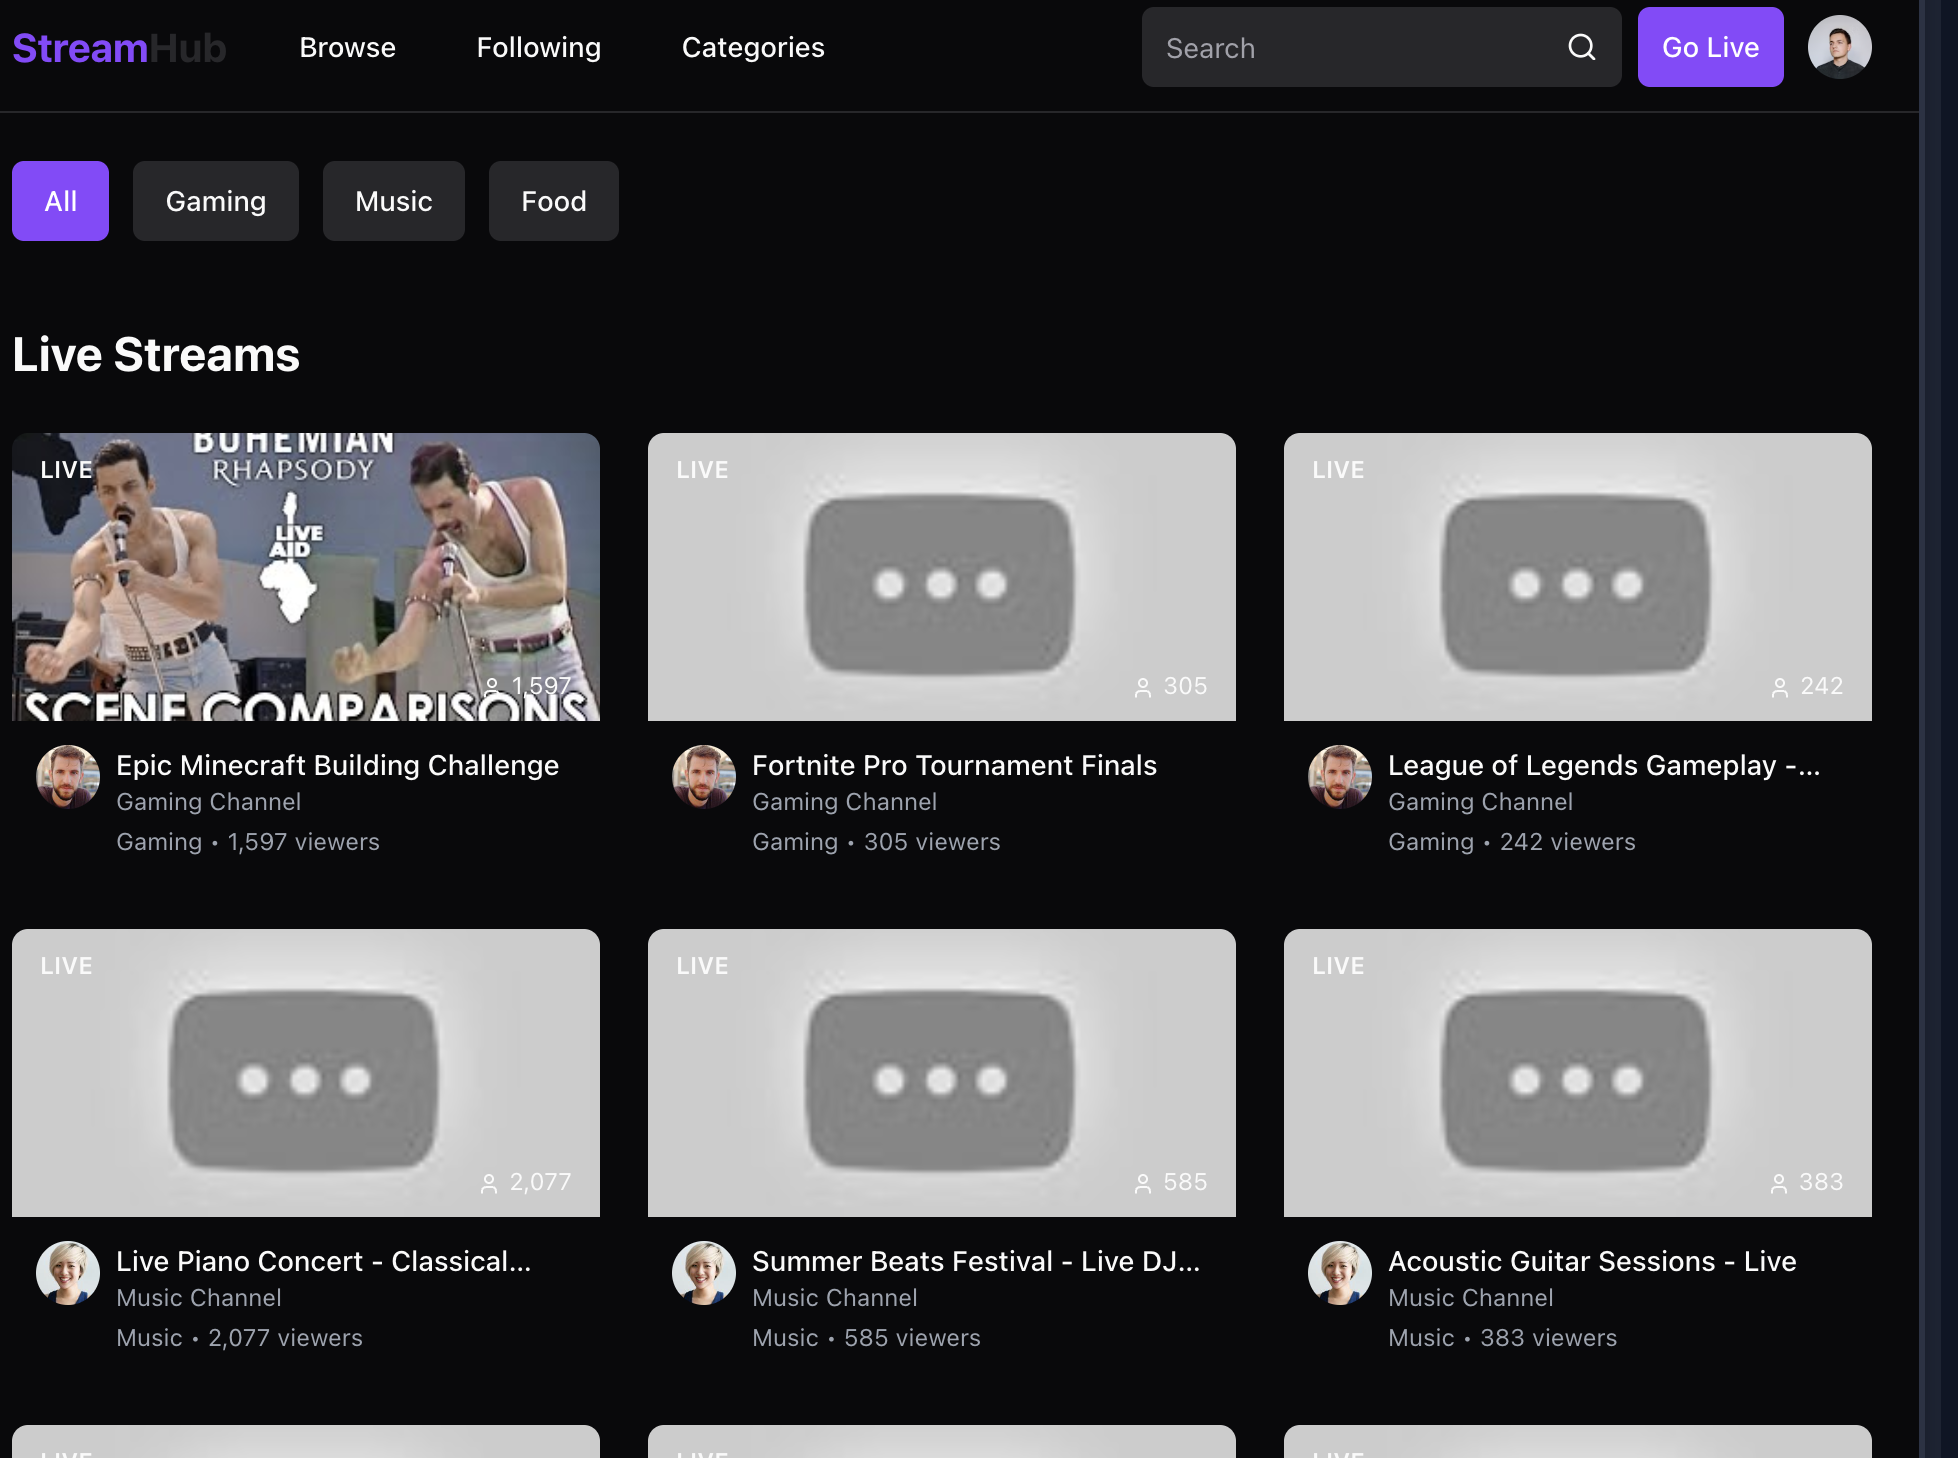 StreamHub Browse Following Categories Search Go Live
All Gaming Music Food
Live Streams
LIVE
BOHEMIAN
RHAPSODY
LIVE
AID
SCENE COMPARISONS
1,597
LIVE
305
LIVE
242
Epic Minecraft Building Challenge
Gaming Channel
Gaming • 1,597 viewers
Fortnite Pro Tournament Finals
Gaming Channel
Gaming • 305 viewers
League of Legends Gameplay -...
Gaming Channel
Gaming • 242 viewers
LIVE
2,077
LIVE
585
LIVE
383
Live Piano Concert - Classical...
Music Channel
Music • 2,077 viewers
Summer Beats Festival - Live DJ...
Music Channel
Music • 585 viewers
Acoustic Guitar Sessions - Live
Music Channel
Music • 383 viewers
LIVE
LIVE
LIVE